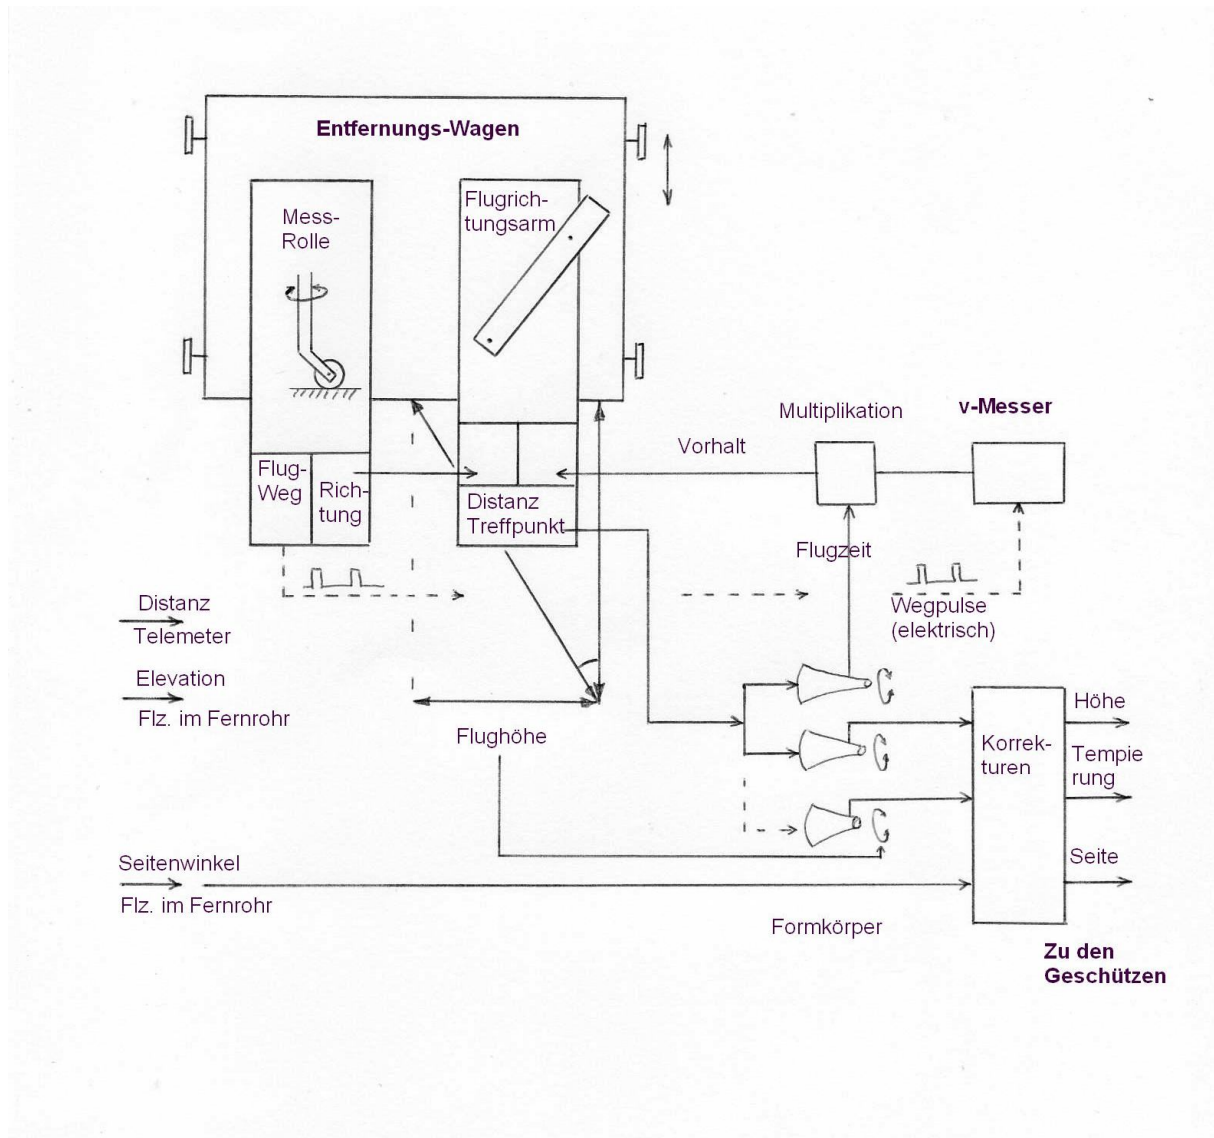 Entfernungs-Wagen
Mess-
Rolle
Flugrich-
tungsarm
Flug-
Weg
Rich-
tung
Distanz
Treffpunkt
Vorhalt
Multiplikation
v-Messer
Flugzeit
Wegpulse
(elektrisch)
Distanz
Telemeter
Elevation
Flz. im Fernrohr
Flughöhe
Korrek-
turen
Höhe
Tempie
rung
Seite
Seitenwinkel
Flz. im Fernrohr
Formkörper
Zu den
Geschützen